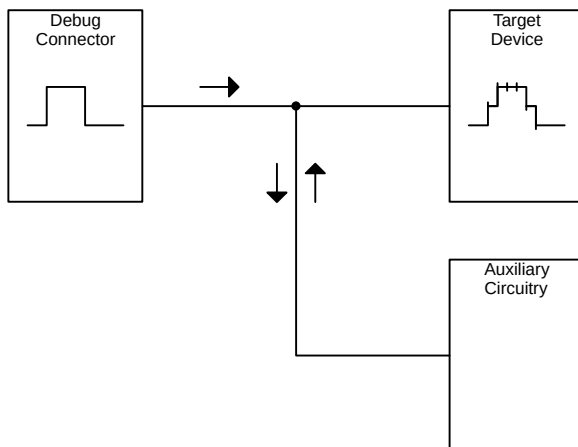 Debug
Connector
Target
Device
Auxiliary
Circuitry